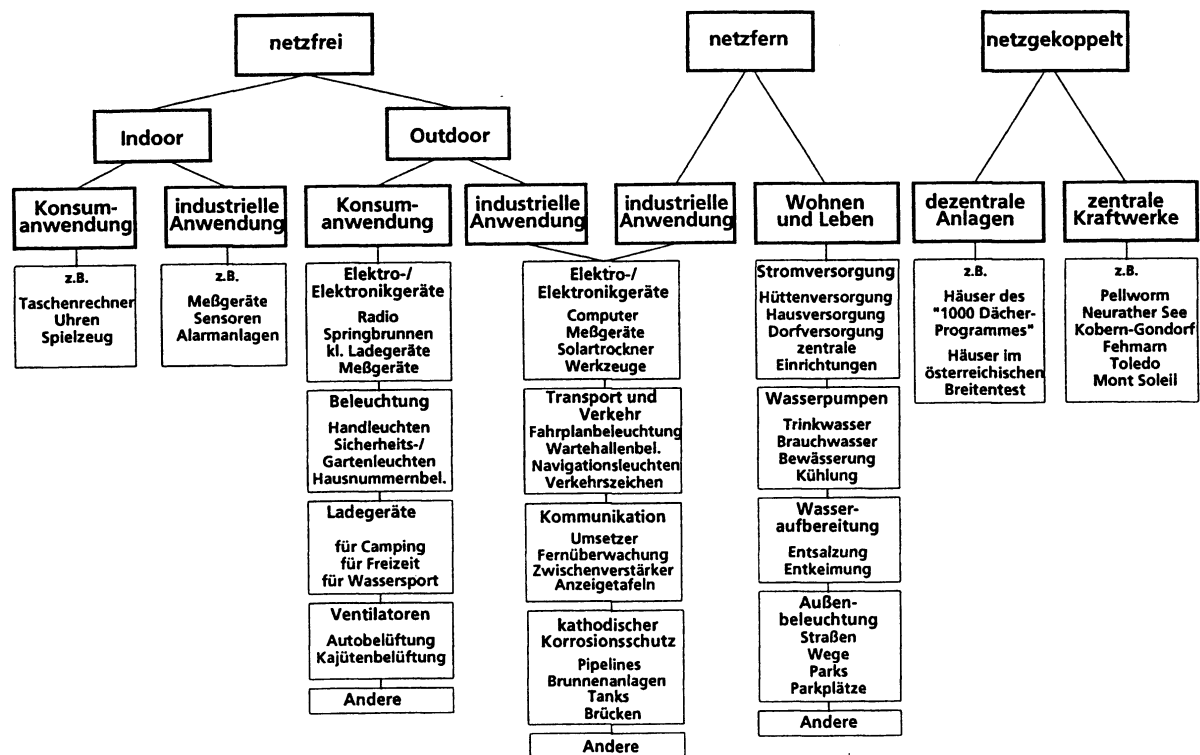 netzfrei
netzfern
netzgekoppelt
Indoor
Outdoor
Konsum-
anwendung
industrielle
Anwendung
Konsum-
anwendung
industrielle
Anwendung
industrielle
Anwendung
Wohnen
und Leben
dezentrale
Anlagen
zentrale
Kraftwerke
z.B.
Taschenrechner
Uhren
Spielzeug
z.B.
Meßgeräte
Sensoren
Alarmanlagen
Elektro-/
Elektronikgeräte
Radio
Springbrunnen
kl. Ladegeräte
Meßgeräte
Beleuchtung
Handleuchten
Sicherheits-/
Gartenleuchten
Hausnummernbel.
Ladegeräte
für Camping
für Freizeit
für Wassersport
Ventilatoren
Autobelüftung
Kajütenbelüftung
Andere
Elektro-/
Elektronikgeräte
Computer
Meßgeräte
Solartrockner
Werkzeuge
Transport und
Verkehr
Fahrplanbeleuchtung
Wartehallenbel.
Navigationsleuchten
Verkehrszeichen
Kommunikation
Umsetzer
Fernüberwachung
Zwischenverstärker
Anzeigetafeln
kathodischer
Korrosionsschutz
Pipelines
Brunnenanlagen
Tanks
Brücken
Andere
Stromversorgung
Hüttenversorgung
Hausversorgung
Dorfversorgung
zentrale
Einrichtungen
Wasserpumpen
Trinkwasser
Brauchwasser
Bewässerung
Kühlung
Wasser-
aufbereitung
Entsalzung
Entkeimung
Außen-
beleuchtung
Straßen
Wege
Parks
Parkplätze
Andere
z.B.
Häuser des
"1000 Dächer-
Programmes"
Häuser im
österreichischen
Breitentest
z.B.
Pellworm
Neurather See
Kobern-Gondorf
Fehmarn
Toledo
Mont Soleil